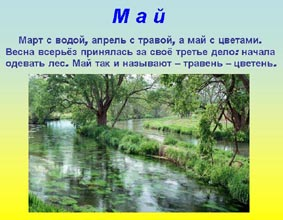 Май
Март с водой, апрель с травой, а май с цветами.
Весна всерьёз принялась за своё третье дело: начала
одевать лес. Май так и называют – травень – цветень.